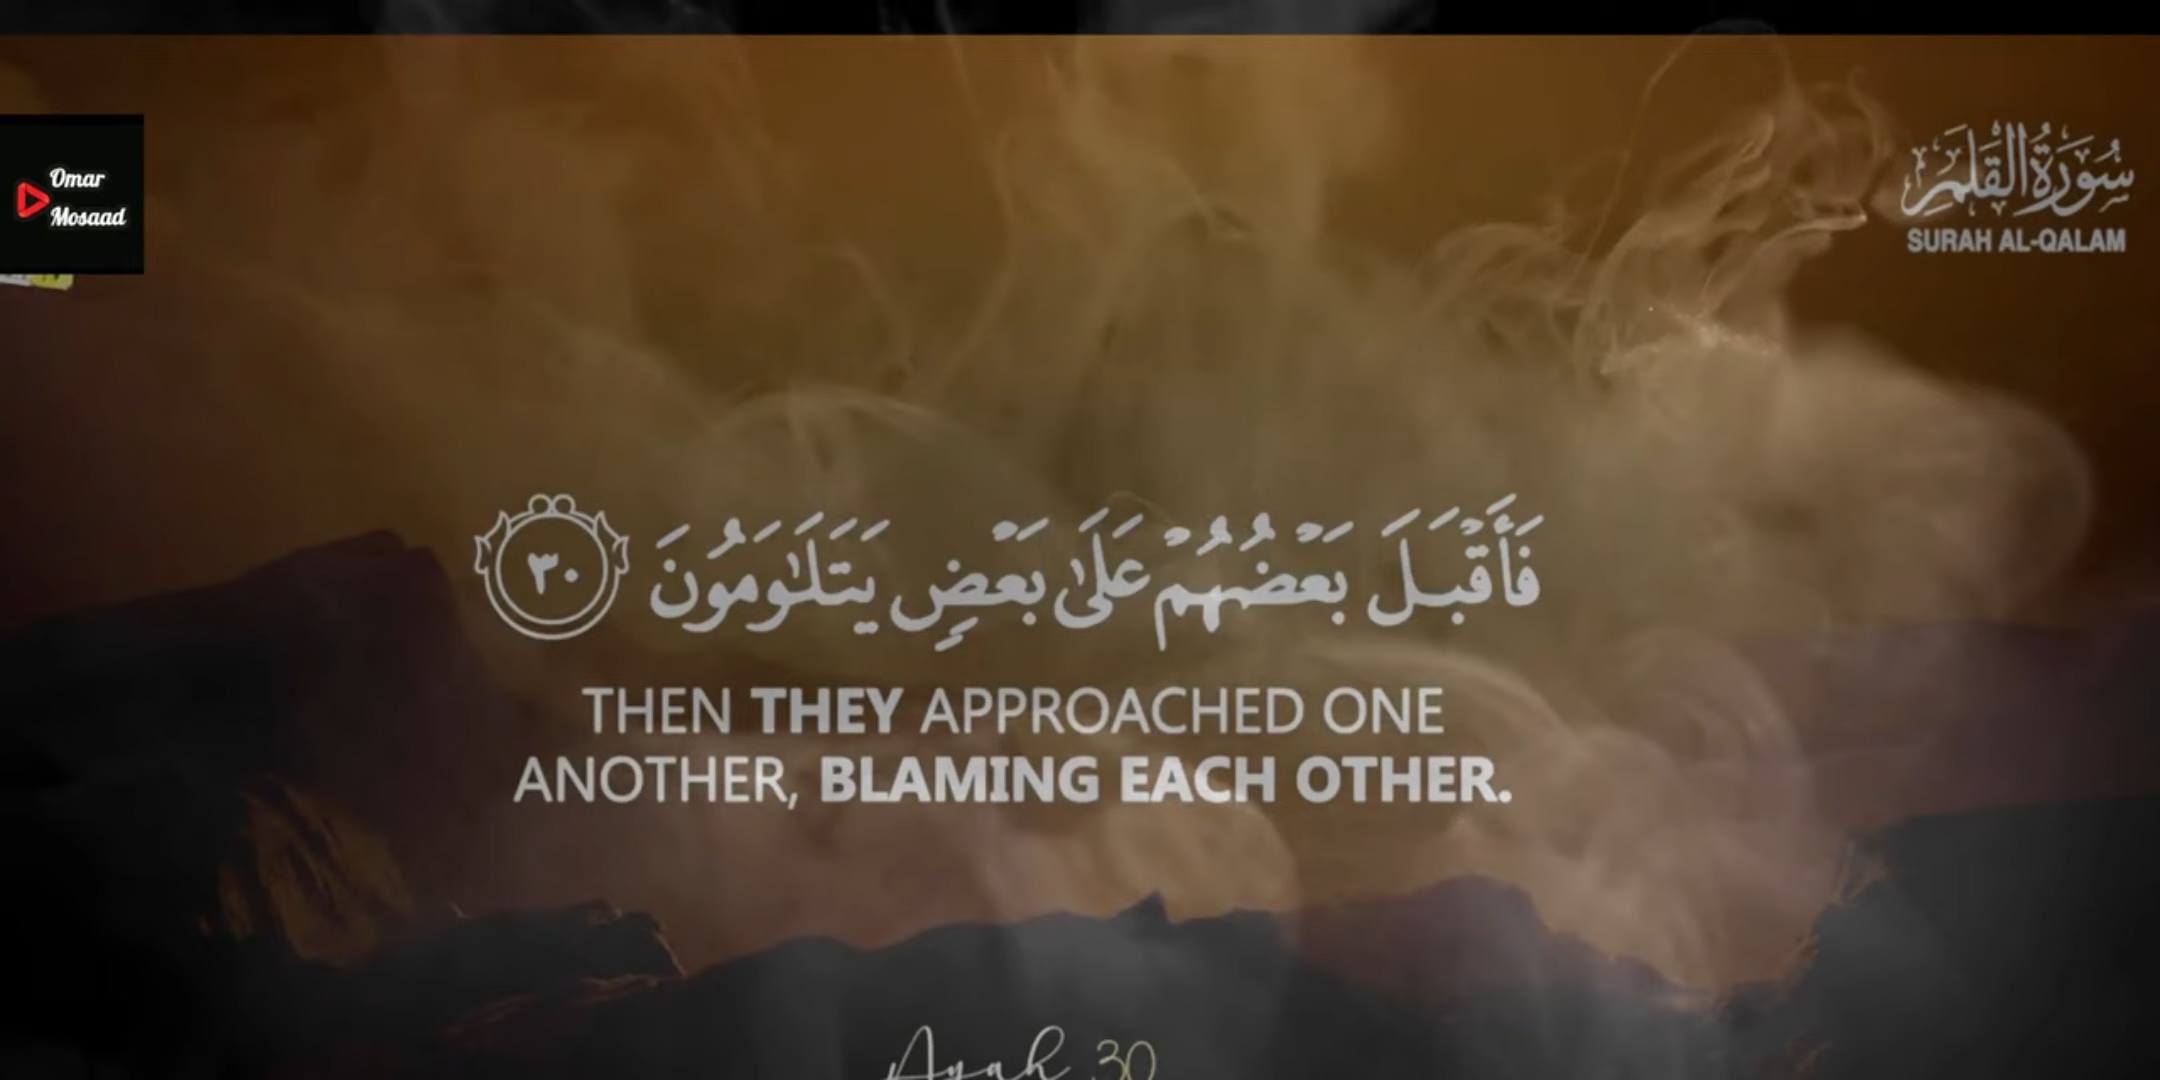 Omar
Mosaad
سُورَةُ القَلَمِ
SURAH AL-QALAM
فَأَقْبَلَ بَعْضُهُمْ عَلَىٰ بَعْضٍ يَتَلَـٰوَمُونَ ٣٠
THEN THEY APPROACHED ONE
ANOTHER, BLAMING EACH OTHER.
Ayah 30